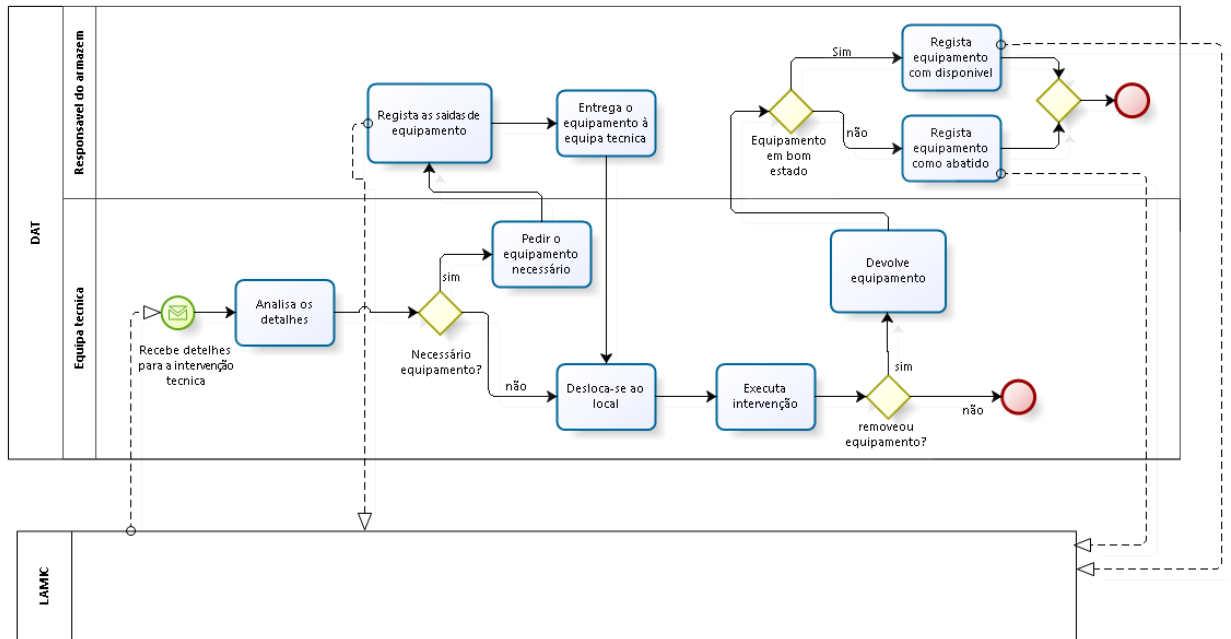 DAT
Responsavel do armazem
Regista as saidas de
equipamento
Entrega o
equipamento à
equipa tecnica
Equipamento
em bom
estado
Sim
não
Regista
equipamento
com disponivel
Regista
equipamento
como abatido
Equipa tecnica
Recebe detelhes
para a intervenção
tecnica
Analisa os
detalhes
Necessário
equipamento?
sim
não
Pedir o
equipamento
necessário
Desloca-se ao
local
Executa
intervenção
removeou
equipamento?
sim
não
Devolve
equipamento
LAMIC